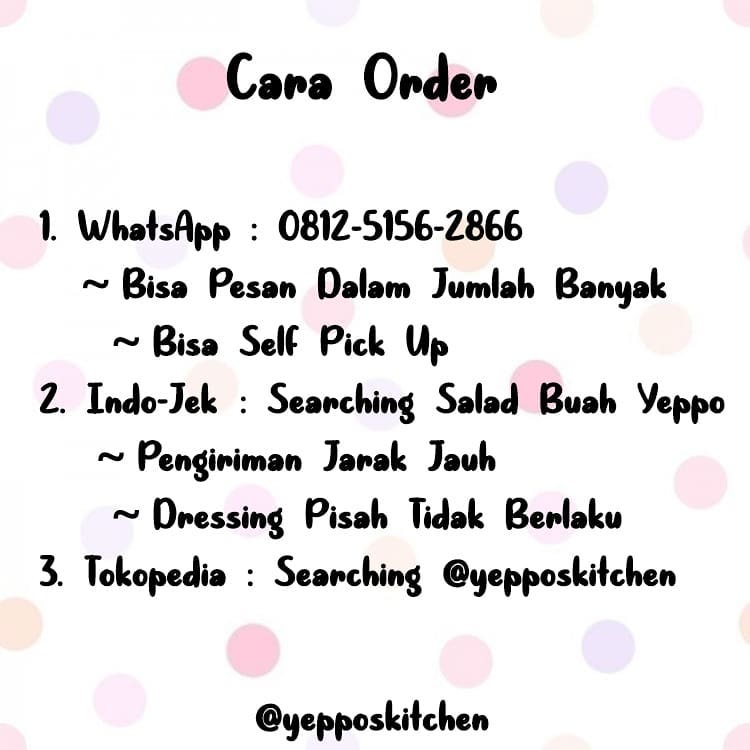 Cara Order
1. WhatsApp : 0812-5156-2866
~ Bisa Pesan Dalam Jumlah Banyak
~ Bisa Self Pick Up
2. Indo-Jek : Searching Salad Buah Yeppo
~ Pengiriman Jarak Jauh
~ Dressing Pisah Tidak Berlaku
3. Tokopedia : Searching @yepposkitchen
@yepposkitchen